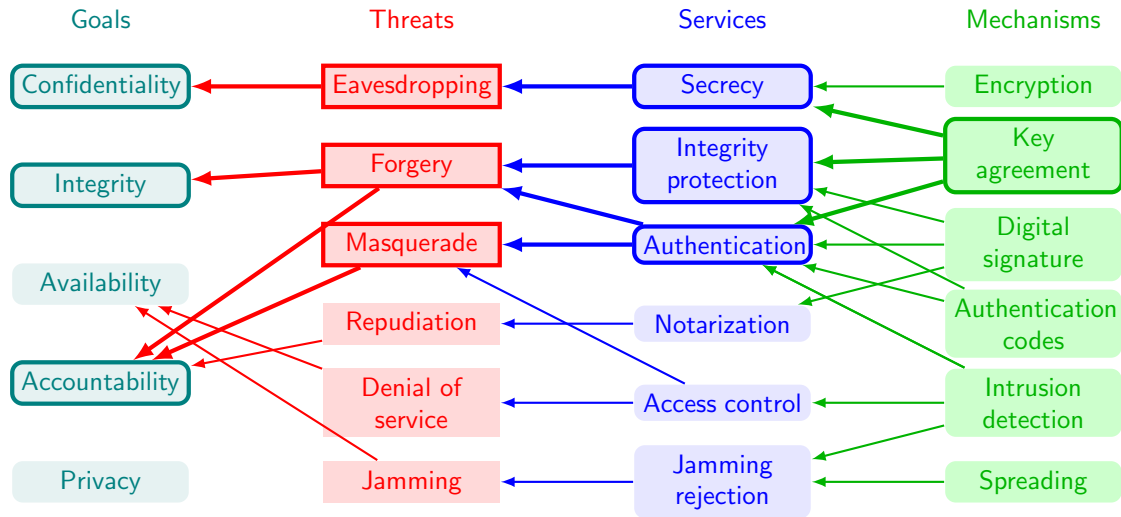 Goals
Threats
Services
Mechanisms
Confidentiality
Eavesdropping
Secrecy
Encryption
Integrity
Forgery
Integrity
protection
Key
agreement
Masquerade
Authentication
Digital
signature
Availability
Repudiation
Notarization
Authentication
codes
Accountability
Denial of
service
Access control
Intrusion
detection
Privacy
Jamming
Jamming
rejection
Spreading